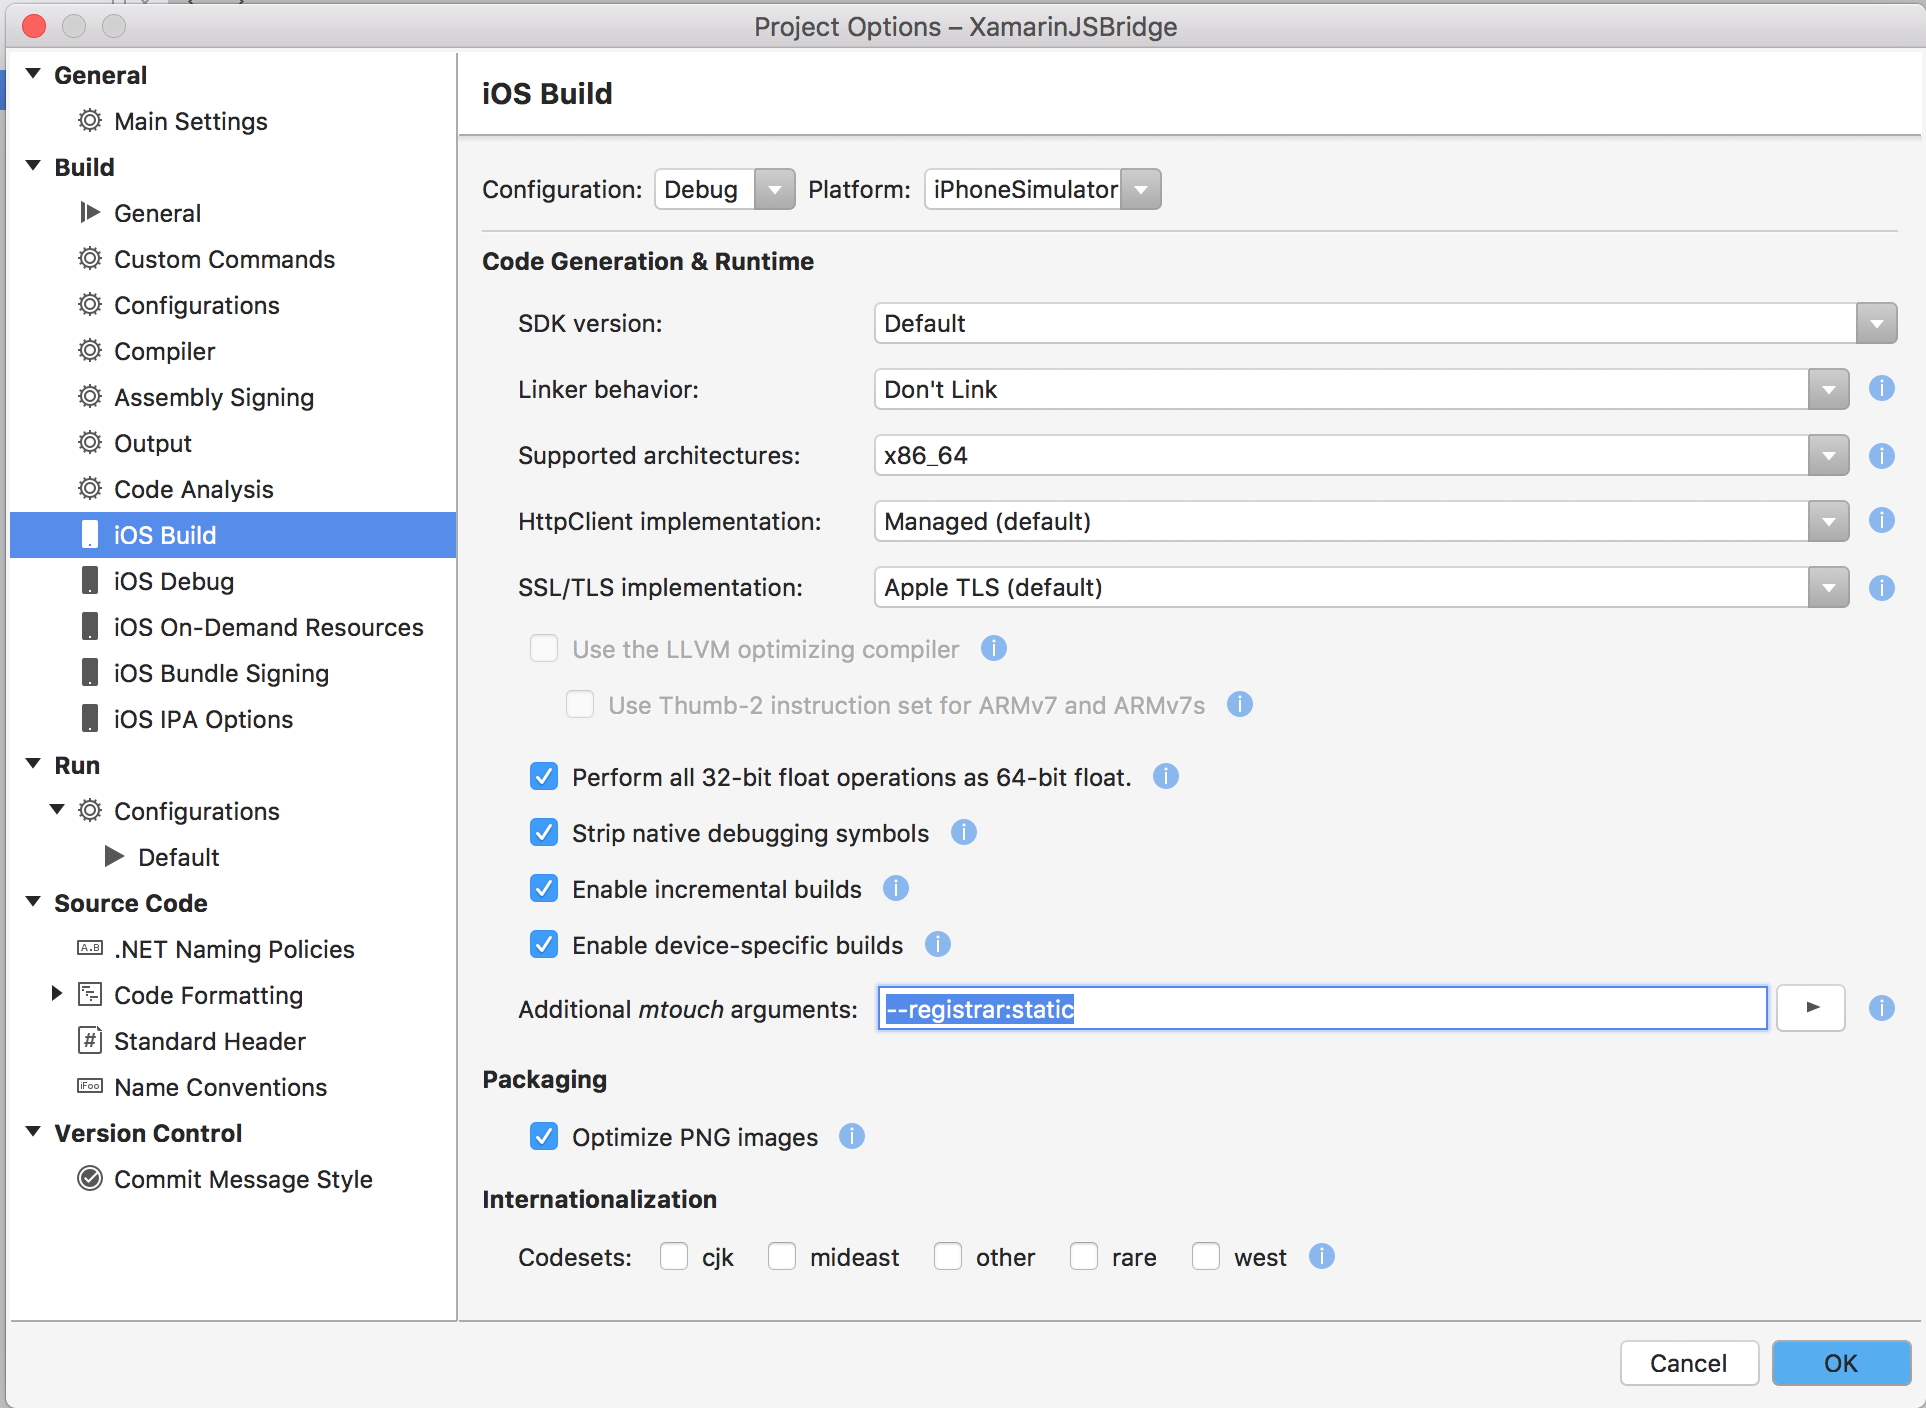 Project Options – XamarinJSBridge
General
Main Settings
Build
General
Custom Commands
Configurations
Compiler
Assembly Signing
Output
Code Analysis
iOS Build
iOS Debug
iOS On-Demand Resources
iOS Bundle Signing
iOS IPA Options
Run
Configurations
Default
Source Code
A.B .NET Naming Policies
Code Formatting
# Standard Header
iFoo Name Conventions
Version Control
Commit Message Style
iOS Build
Configuration: Debug Platform: iPhoneSimulator
Code Generation & Runtime
SDK version: Default
Linker behavior: Don't Link
Supported architectures: x86_64
HttpClient implementation: Managed (default)
SSL/TLS implementation: Apple TLS (default)
Use the LLVM optimizing compiler
Use Thumb-2 instruction set for ARMv7 and ARMv7s
Perform all 32-bit float operations as 64-bit float.
Strip native debugging symbols
Enable incremental builds
Enable device-specific builds
Additional mtouch arguments: --registrar:static
Packaging
Optimize PNG images
Internationalization
Codesets: cjk mideast other rare west
Cancel OK